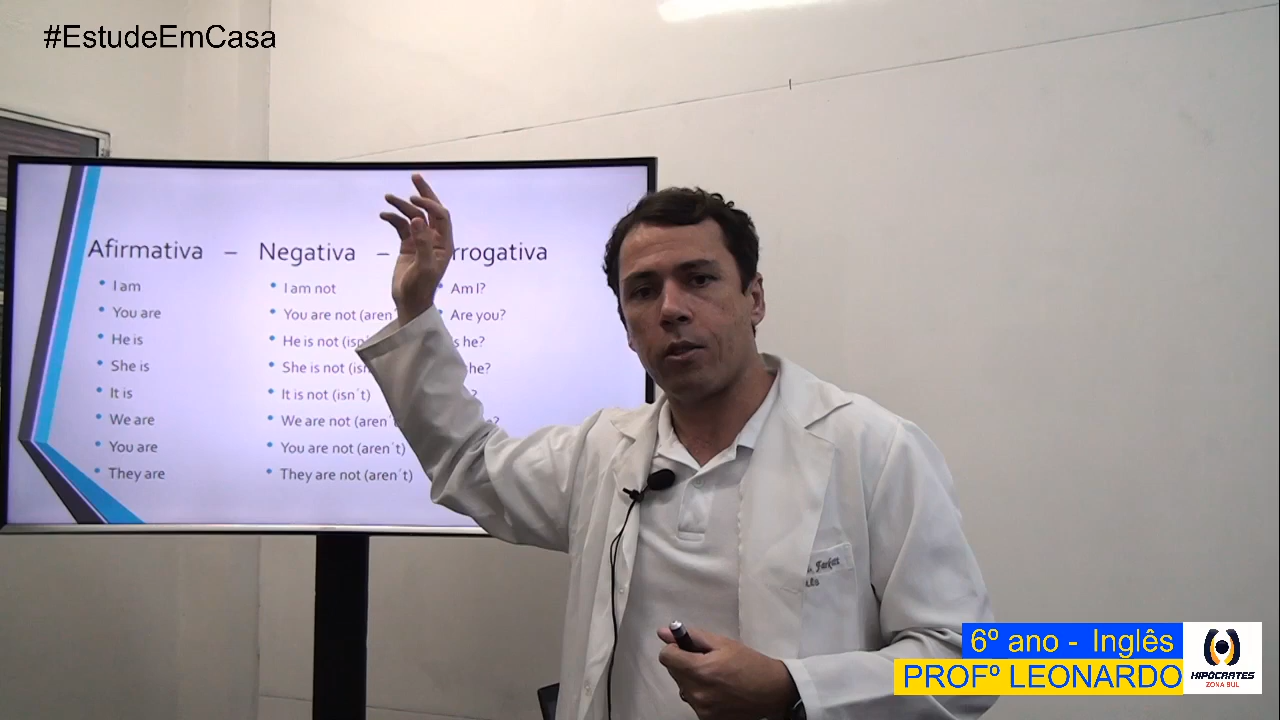 #EstudeEmCasa
Afirmativa – Negativa –
I am
You are
He is
She is
It is
We are
You are
They are
I am not
You are not
He is not
She is not
It is not (isn´t)
We are not
You are not (aren´t)
They are not (aren´t)
Am I?
Are you?
he?
6º ano - Inglês
PROFº LEONARDO
HIPÓCRATES
ZONA SUL